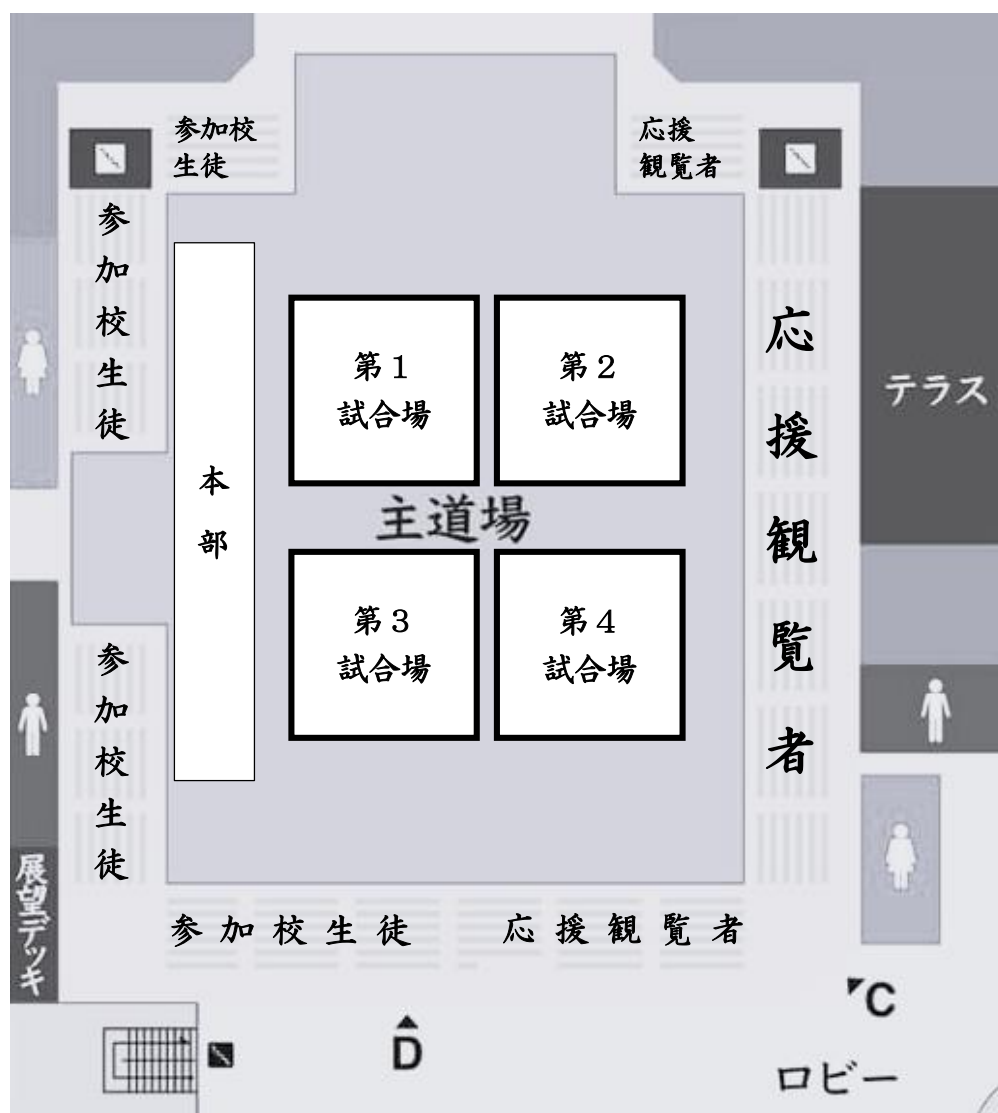 参加校
生徒
応援
観覧者
参加校生徒
第１
試合場
第２
試合場
応援観覧者
テラス
本部
主道場
第３
試合場
第４
試合場
参加校生徒
展望デッキ
参加校生徒 応援観覧者
C
D
ロビー